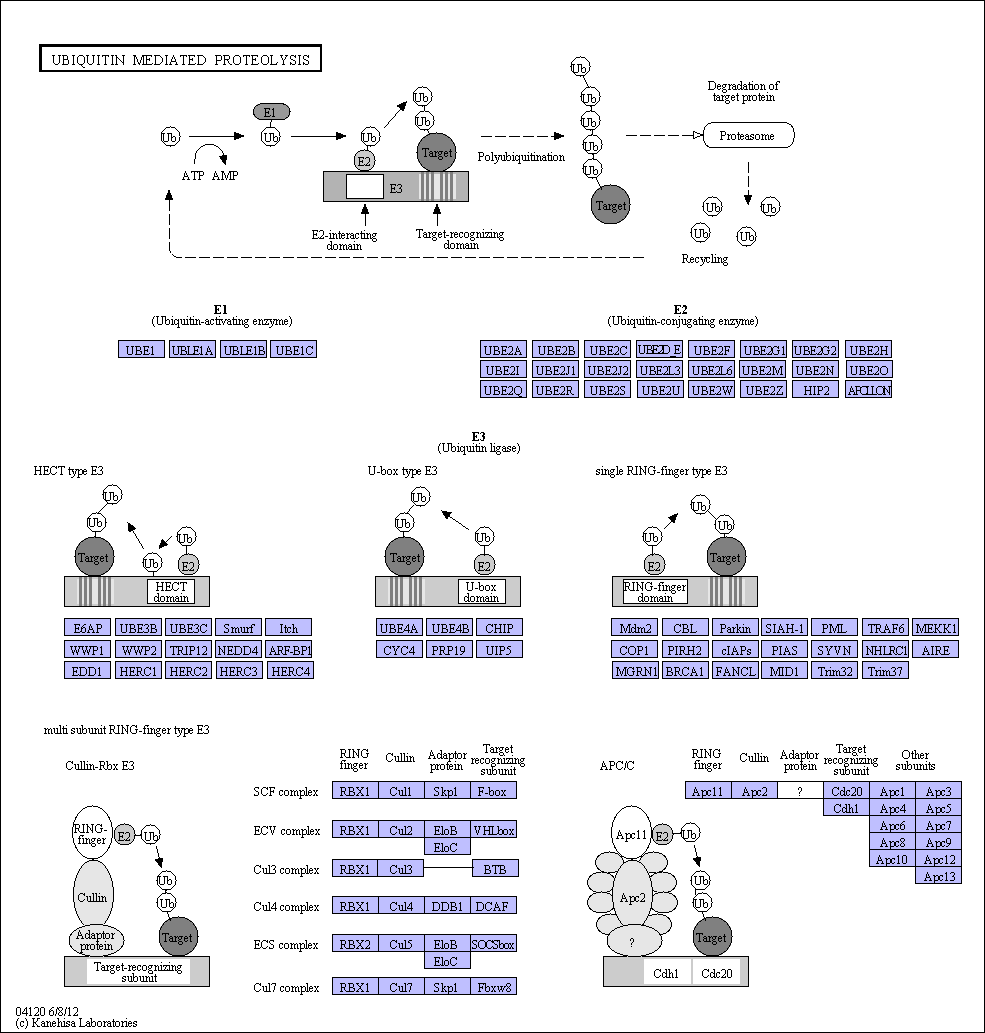 UBIQUITIN MEDIATED PROTEOLYSIS
Ub
ATP AMP
E1
Ub
Ub
E2
Ub
Ub
Target
E3
E2-interacting
domain
Target-recognizing
domain
Polyubiquitination
Ub
Ub
Ub
Ub
Ub
Target
Degradation of
target protein
Proteasome
Ub Ub
Ub Ub
Recycling
E1
(Ubiquitin-activating enzyme)
UBE1 UBLE1A UBLE1B UBE1C
E2
(Ubiquitin-conjugating enzyme)
UBE2A UBE2B UBE2C UBE2D_E UBE2F UBE2G1 UBE2G2 UBE2H
UBE2I UBE2J1 UBE2J2 UBE2L3 UBE2L6 UBE2M UBE2N UBE2O
UBE2Q UBE2R UBE2S UBE2U UBE2W UBE2Z HIP2 APCLLON
E3
(Ubiquitin ligase)
HECT type E3
Ub
Ub
Target
Ub
Ub
E2
HECT
domain
E6AP UBE3B UBE3C Smurf Itch
WWP1 WWP2 TRIP12 NEDD4 ARF-BP1
EDD1 HERC1 HERC2 HERC3 HERC4
U-box type E3
Ub
Ub
Target
Ub
E2
U-box
domain
UBE4A UBE4B CHIP
CYC4 PRP19 UIP5
single RING-finger type E3
Ub
E2
Ub
Ub
Target
RING-finger
domain
Mdm2 CBL Parkin SIAH-1 PML TRAF6 MEKK1
COP1 PIRH2 cIAPs PIAS SYVN NHLRC1 AIRE
MGRN1 BRCA1 FANCL MID1 Trim32 Trim37
multi subunit RING-finger type E3
Cullin-Rbx E3
RING-
finger
E2
Ub
Cullin
Ub
Ub
Adaptor
protein
Target
Target-recognizing
subunit
RING
finger
Cullin
Adaptor
protein
Target
recognizing
subunit
SCF complex RBX1 Cul1 Skp1 F-box
ECV complex RBX1 Cul2 EloB VHLbox
EloC
Cul3 complex RBX1 Cul3 BTB
Cul4 complex RBX1 Cul4 DDB1 DCAF
ECS complex RBX2 Cul5 EloB SOCSbox
EloC
Cul7 complex RBX1 Cul7 Skp1 Fbxw8
APC/C
RING
finger
Cullin
Adaptor
protein
Target
recognizing
subunit
Other
subunits
Apc11 Apc2 ? Cdc20 Apc1 Apc3
Cdh1 Apc4 Apc5
Apc6 Apc7
Apc8 Apc9
Apc10 Apc12
Apc13
Apc11
E2
Ub
Apc2
Ub
Ub
?
Target
Cdh1 Cdc20
04120 6/8/12
(c) Kanehisa Laboratories